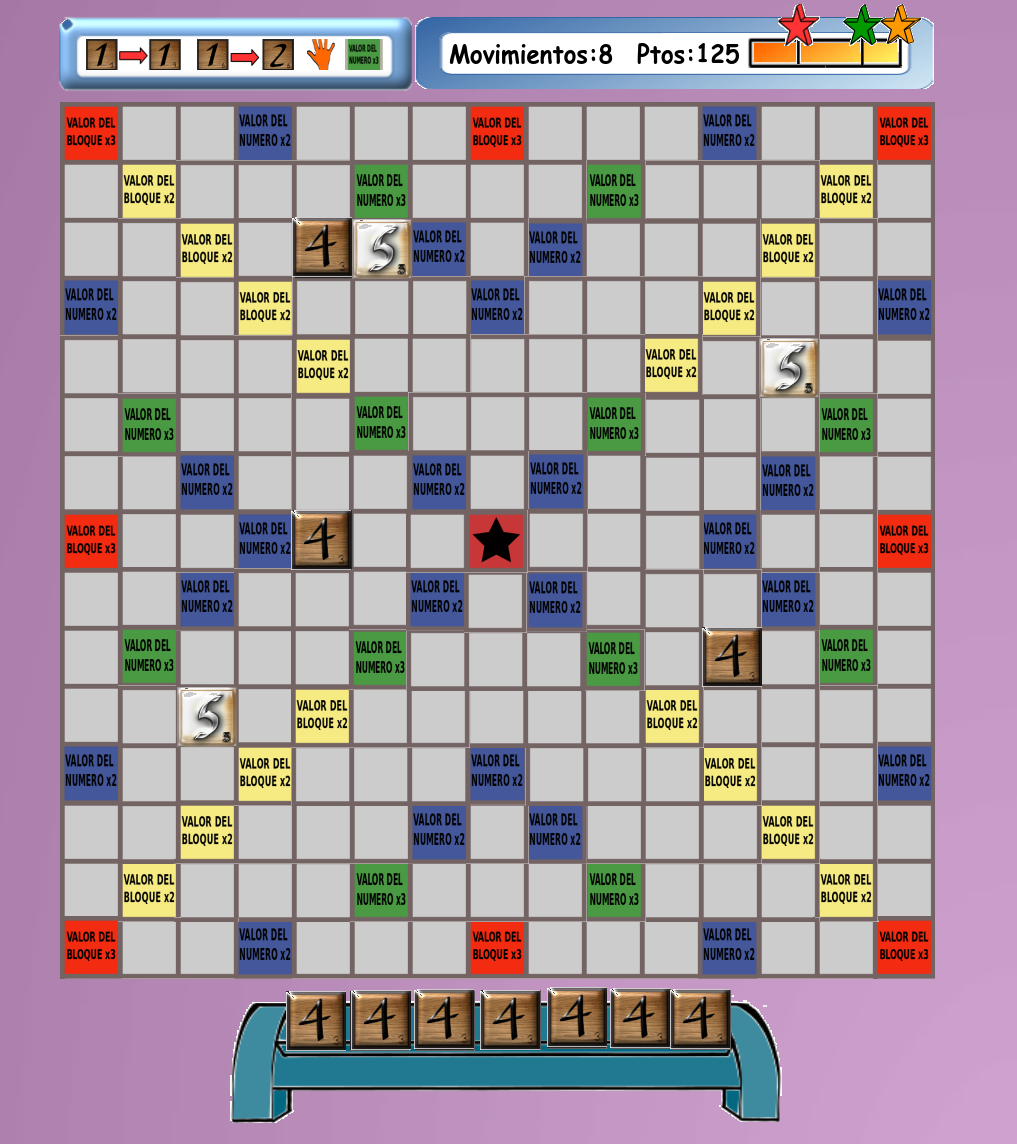 1 1 1 2 VALOR DEL
NUMERO x3
Movimientos:8 Ptos:125
VALOR DEL VALOR DEL VALOR DEL VALOR DEL VALOR DEL
BLOQUE x3 NUMERO x2 BLOQUE x3 NUMERO x2 BLOQUE x3
VALOR DEL VALOR DEL VALOR DEL VALOR DEL
BLOQUE x2 NUMERO x3 NUMERO x3 BLOQUE x2
VALOR DEL 4 5 VALOR DEL VALOR DEL VALOR DEL
BLOQUE x2 NUMERO x2 NUMERO x2 BLOQUE x2
VALOR DEL VALOR DEL VALOR DEL VALOR DEL VALOR DEL
NUMERO x2 BLOQUE x2 NUMERO x2 BLOQUE x2 NUMERO x2
VALOR DEL VALOR DEL 5
BLOQUE x2 BLOQUE x2
VALOR DEL VALOR DEL VALOR DEL VALOR DEL
NUMERO x3 NUMERO x3 NUMERO x3 NUMERO x3
VALOR DEL VALOR DEL VALOR DEL VALOR DEL
NUMERO x2 NUMERO x2 NUMERO x2 NUMERO x2
VALOR DEL VALOR DEL 4 VALOR DEL VALOR DEL
BLOQUE x3 NUMERO x2 NUMERO x2 BLOQUE x3
VALOR DEL VALOR DEL VALOR DEL VALOR DEL
NUMERO x2 NUMERO x2 NUMERO x2 NUMERO x2
VALOR DEL VALOR DEL VALOR DEL 4 VALOR DEL
NUMERO x3 NUMERO x3 NUMERO x3 NUMERO x3
5 VALOR DEL VALOR DEL
BLOQUE x2 BLOQUE x2
VALOR DEL VALOR DEL VALOR DEL VALOR DEL VALOR DEL
NUMERO x2 BLOQUE x2 NUMERO x2 BLOQUE x2 NUMERO x2
VALOR DEL VALOR DEL VALOR DEL VALOR DEL
BLOQUE x2 NUMERO x2 NUMERO x2 BLOQUE x2
VALOR DEL VALOR DEL VALOR DEL VALOR DEL
BLOQUE x2 NUMERO x3 NUMERO x3 BLOQUE x2
VALOR DEL VALOR DEL VALOR DEL VALOR DEL VALOR DEL
BLOQUE x3 NUMERO x2 BLOQUE x3 NUMERO x2 BLOQUE x3
4 4 4 4 4 4 4